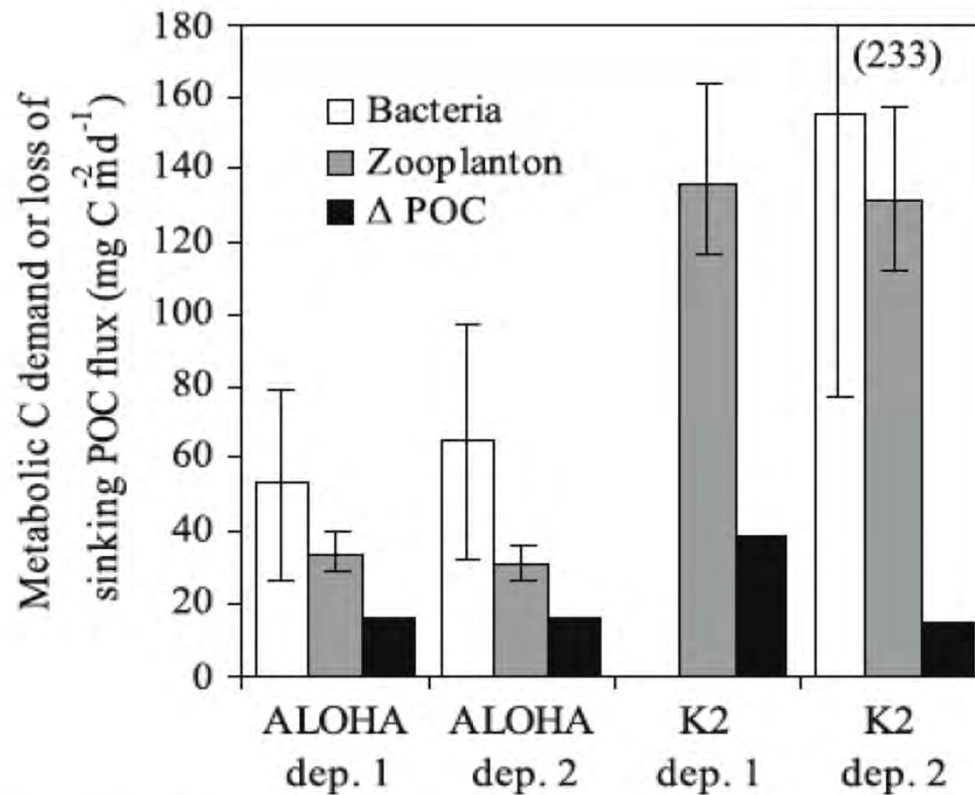 Metabolic C demand or loss of
sinking POC flux (mg C m⁻² d⁻¹)
180
160
140
120
100
80
60
40
20
0
Bacteria
Zooplanton
Δ POC
(233)
ALOHA
dep. 1
ALOHA
dep. 2
K2
dep. 1
K2
dep. 2